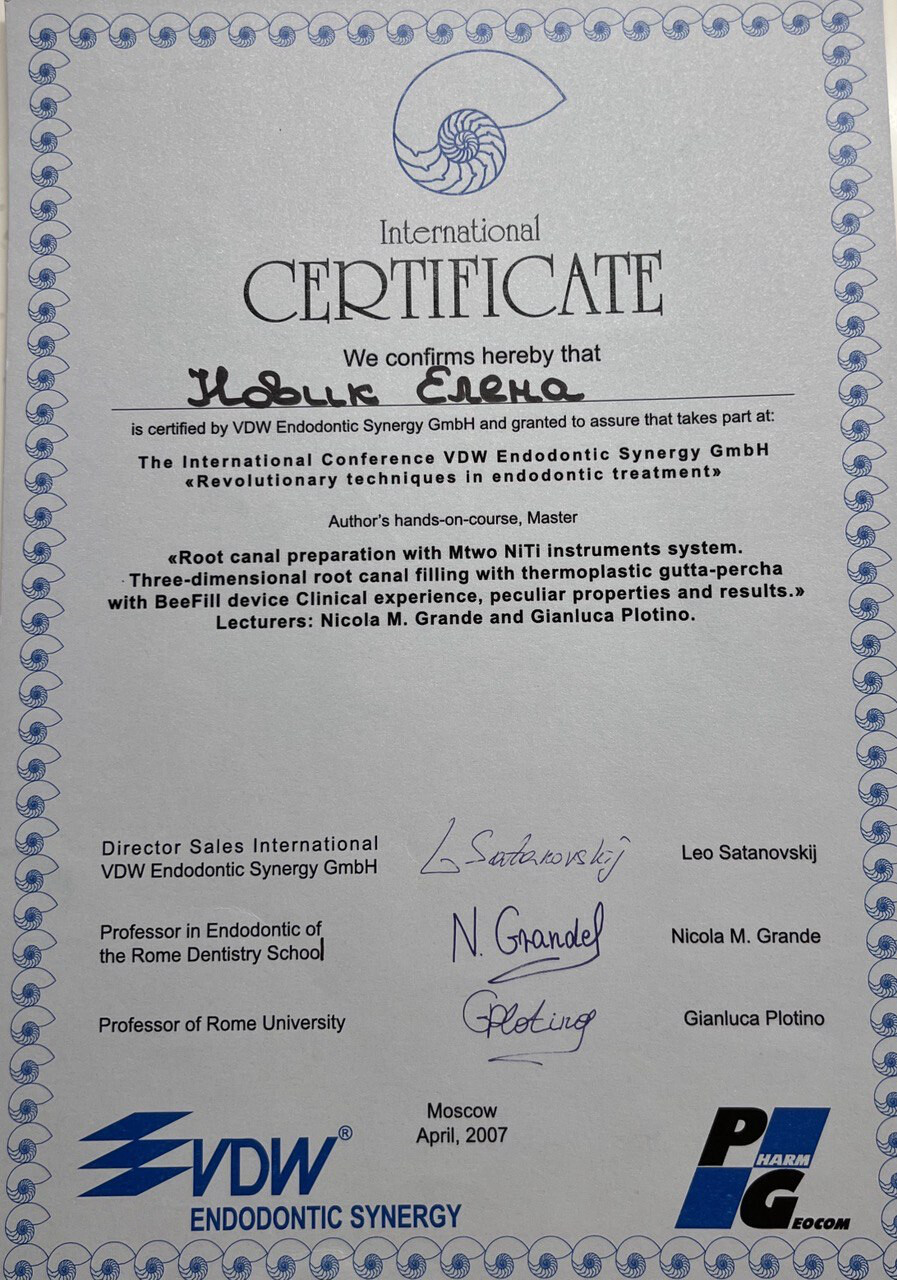 International
CERTIFICATE
We confirms hereby that
Новик Елена
is certified by VDW Endodontic Synergy GmbH and granted to assure that takes part at:
The International Conference VDW Endodontic Synergy GmbH
«Revolutionary techniques in endodontic treatment»
Author's hands-on-course, Master
«Root canal preparation with Mtwo NiTi instruments system.
Three-dimensional root canal filling with thermoplastic gutta-percha
with BeeFill device Clinical experience, peculiar properties and results.»
Lecturers: Nicola M. Grande and Gianluca Plotino.
Director Sales International
VDW Endodontic Synergy GmbH
L Satanovskij
Leo Satanovskij
Professor in Endodontic of
the Rome Dentistry School
N. Grande
Nicola M. Grande
Professor of Rome University
GPlotino
Gianluca Plotino
Moscow
April, 2007
VDW®
ENDODONTIC SYNERGY
PHARM
GEOCOM